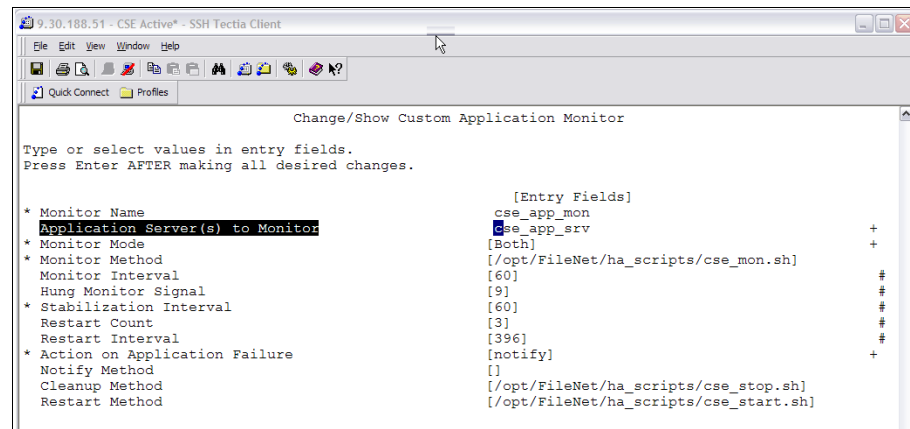 9.30.188.51 - CSE Active* - SSH Tectia Client
File Edit View Window Help
Quick Connect Profiles
Change/Show Custom Application Monitor
Type or select values in entry fields.
Press Enter AFTER making all desired changes.
[Entry Fields]
* Monitor Name cse_app_mon
Application Server(s) to Monitor cse_app_srv +
* Monitor Mode [Both] +
* Monitor Method [/opt/FileNet/ha_scripts/cse_mon.sh]
Monitor Interval [60] #
Hung Monitor Signal [9] #
* Stabilization Interval [60] #
Restart Count [3] #
Restart Interval [396] #
* Action on Application Failure [notify] +
Notify Method []
Cleanup Method [/opt/FileNet/ha_scripts/cse_stop.sh]
Restart Method [/opt/FileNet/ha_scripts/cse_start.sh]